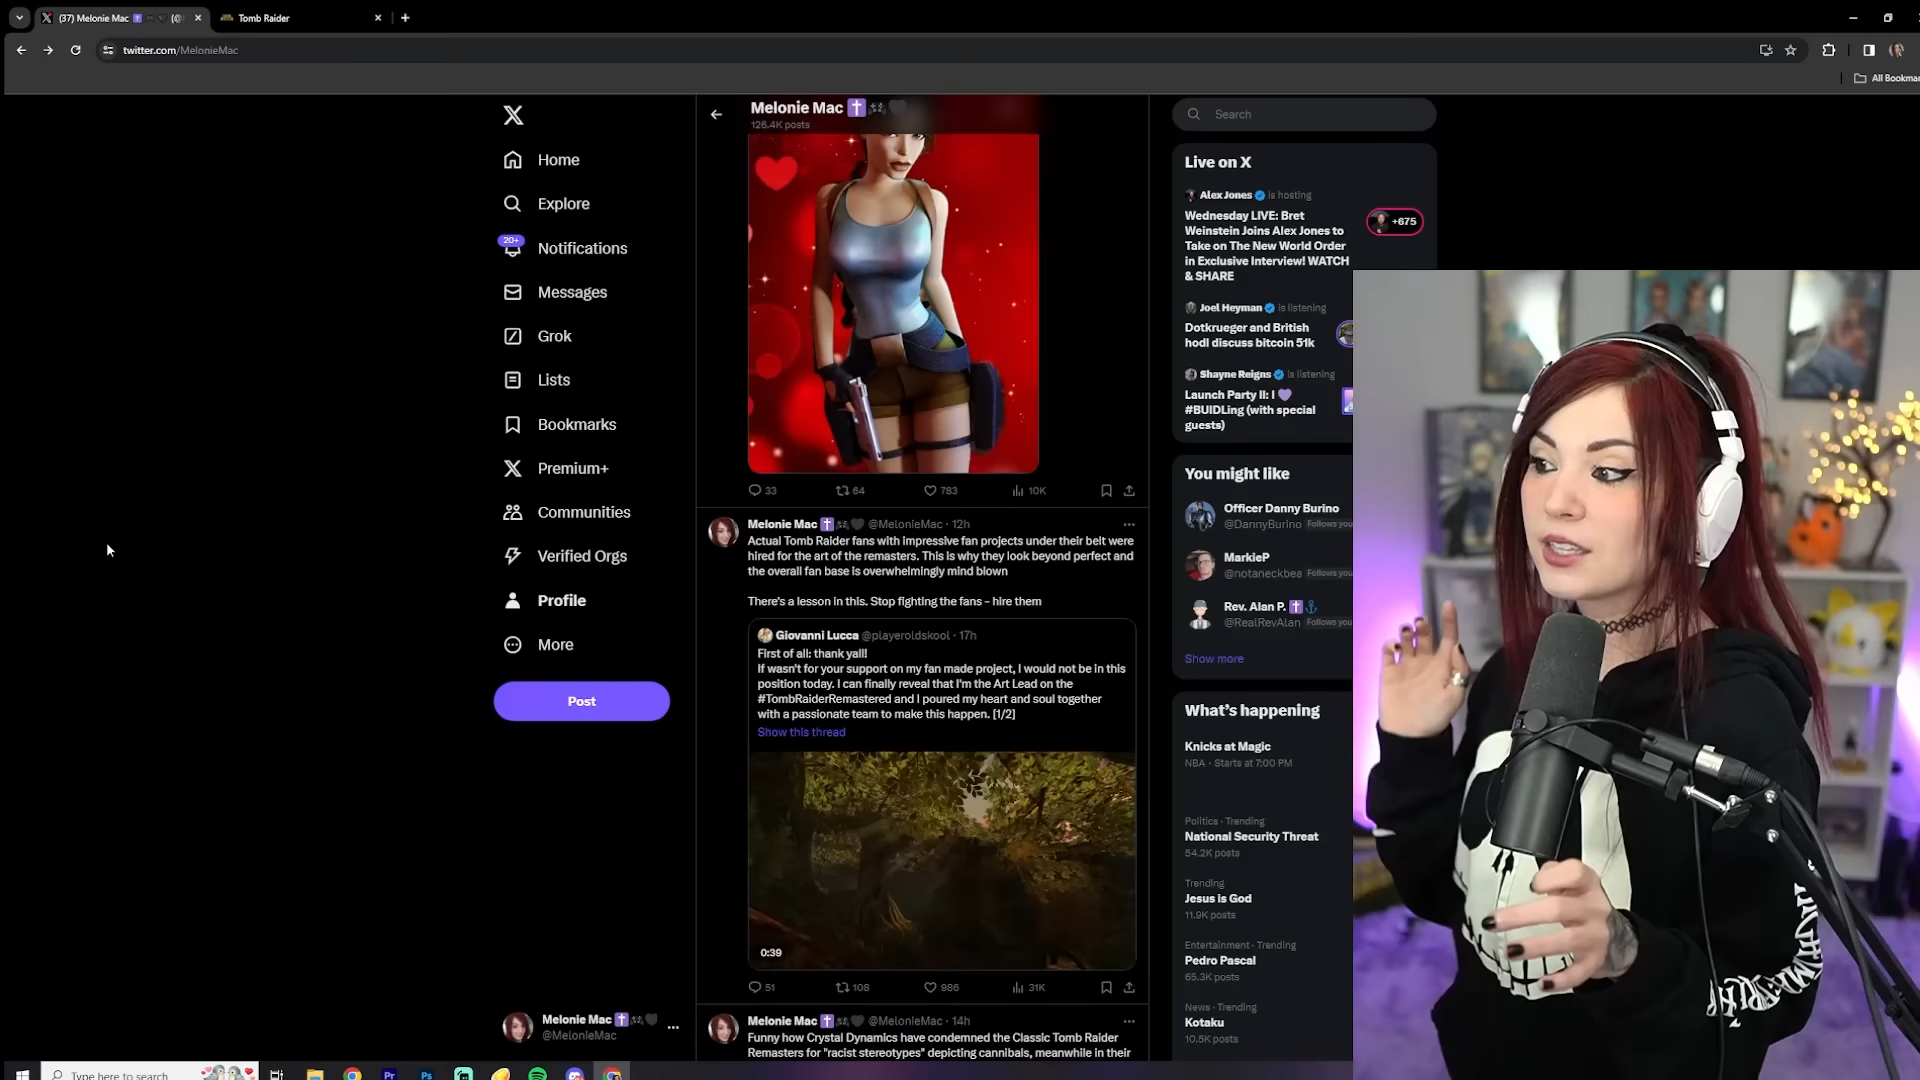 (37) Melonie Mac
Tomb Raider
twitter.com/MelonieMac
All Bookmar
Melonie Mac
126.4K posts
33 64 783 10K
Melonie Mac @MelonieMac · 12h
Actual Tomb Raider fans with impressive fan projects under their belt were
hired for the art of the remasters. This is why they look beyond perfect and
the overall fan base is overwhelmingly mind blown
There's a lesson in this. Stop fighting the fans - hire them
Giovanni Lucca @playeroldskool · 17h
First of all: thank yall!
If wasn't for your support on my fan made project, I would not be in this
position today. I can finally reveal that I'm the Art Lead on the
#TombRaiderRemastered and I poured my heart and soul together
with a passionate team to make this happen. [1/2]
Show this thread
0:39
51 108 986 31K
Melonie Mac @MelonieMac · 14h
Funny how Crystal Dynamics have condemned the Classic Tomb Raider
Remasters for "racist stereotypes" depicting cannibals, meanwhile in their
Home
Explore
20+
Notifications
Messages
Grok
Lists
Bookmarks
Premium+
Communities
Verified Orgs
Profile
More
Post
Melonie Mac
@MelonieMac
Search
Live on X
Alex Jones is hosting
Wednesday LIVE: Bret
Weinstein Joins Alex Jones to
Take on The New World Order
in Exclusive Interview! WATCH
& SHARE
+675
Joel Heyman is listening
Dotkrueger and British
hodl discuss bitcoin 51k
Shayne Reigns is listening
Launch Party II: I 💜
#BUIDLing (with special
guests)
You might like
Officer Danny Burino
@DannyBurino Follows you
MarkieP
@notaneckbea Follows you
Rev. Alan P.
@RealRevAlan Follows you
Show more
What's happening
Knicks at Magic
NBA · Starts at 7:00 PM
Politics · Trending
National Security Threat
54.2K posts
Trending
Jesus is God
11.9K posts
Entertainment · Trending
Pedro Pascal
65.3K posts
News · Trending
Kotaku
10.5K posts
Type here to search
Pr
Ps